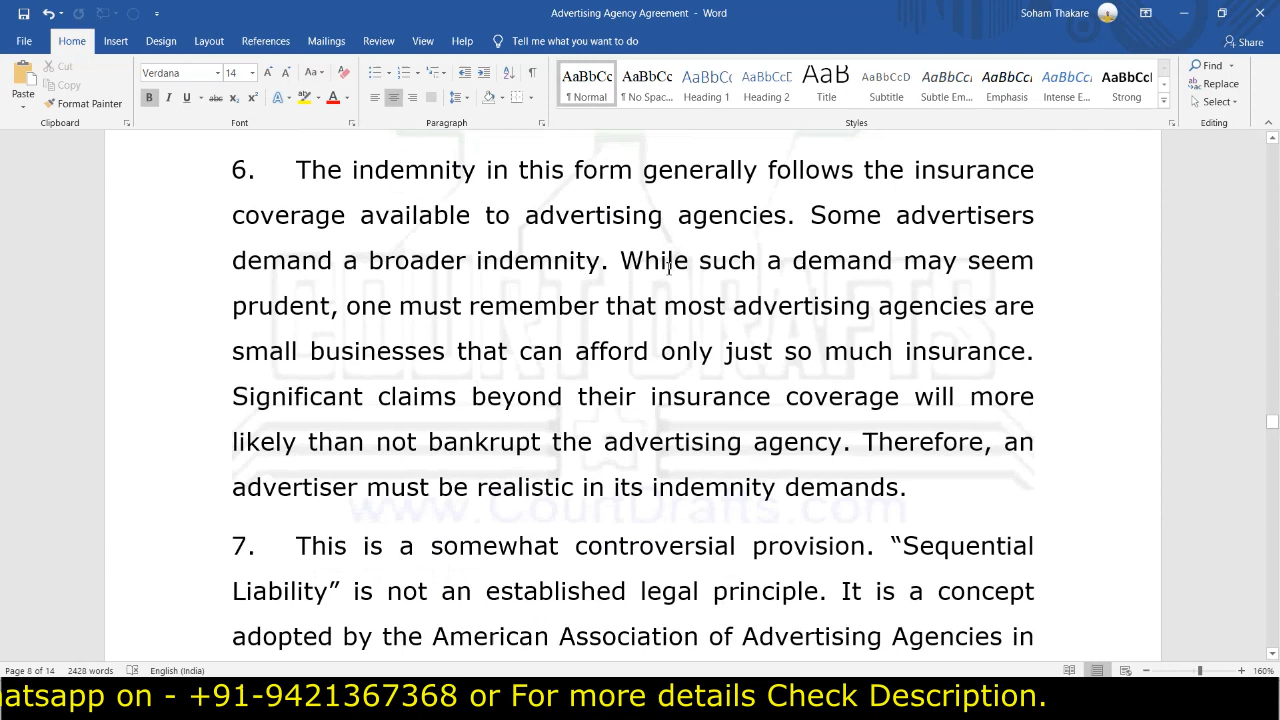 Advertising Agency Agreement - Word
Soham Thakare
File Home Insert Design Layout References Mailings Review View Help Tell me what you want to do Share
Paste
Cut
Copy
Format Painter
Clipboard
Verdana 14
Font
Paragraph
AaBbCc AaBbCc AaBbCc AaBbCcE AaB AaBbCcD AaBbCc AaBbCc AaBbCc AaBbCc
¶ Normal ¶ No Spac... Heading 1 Heading 2 Title Subtitle Subtle Em... Emphasis Intense E... Strong
Styles
Find
Replace
Select
Editing
6. The indemnity in this form generally follows the insurance
coverage available to advertising agencies. Some advertisers
demand a broader indemnity. While such a demand may seem
prudent, one must remember that most advertising agencies are
small businesses that can afford only just so much insurance.
Significant claims beyond their insurance coverage will more
likely than not bankrupt the advertising agency. Therefore, an
advertiser must be realistic in its indemnity demands.
COURT DRAFTS
www.CourtDrafts.com
7. This is a somewhat controversial provision. “Sequential
Liability” is not an established legal principle. It is a concept
adopted by the American Association of Advertising Agencies in
Page 8 of 14 2428 words English (India) 160%
atsapp on - +91-9421367368 or For more details Check Description.